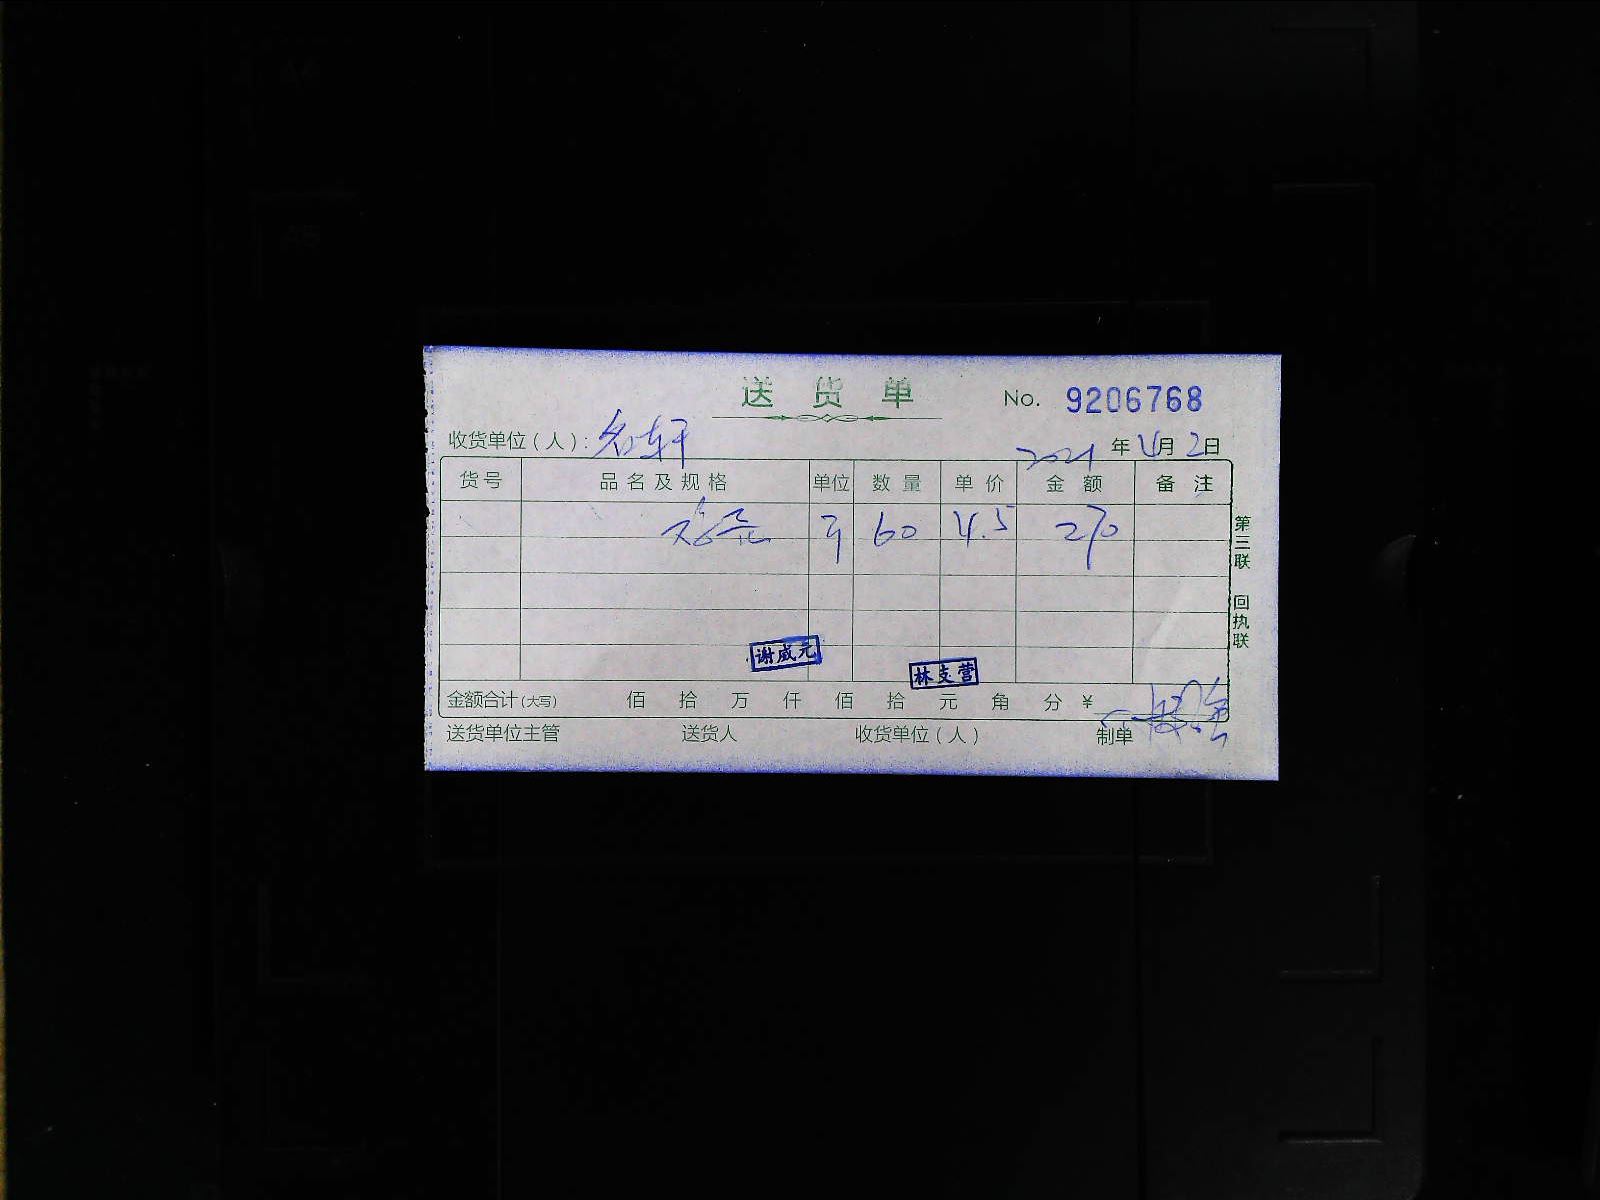 送货单 No. 9206768
收货单位（人）： 2021 年 4月 2日
货号 品名及规格 单位 数量 单价 金额 备注
60 4.5 270
第三联 回执联
谢成元
林支营
金额合计(大写) 佰 拾 万 仟 佰 拾 元 角 分 ¥
送货单位主管 送货人 收货单位（人） 制单